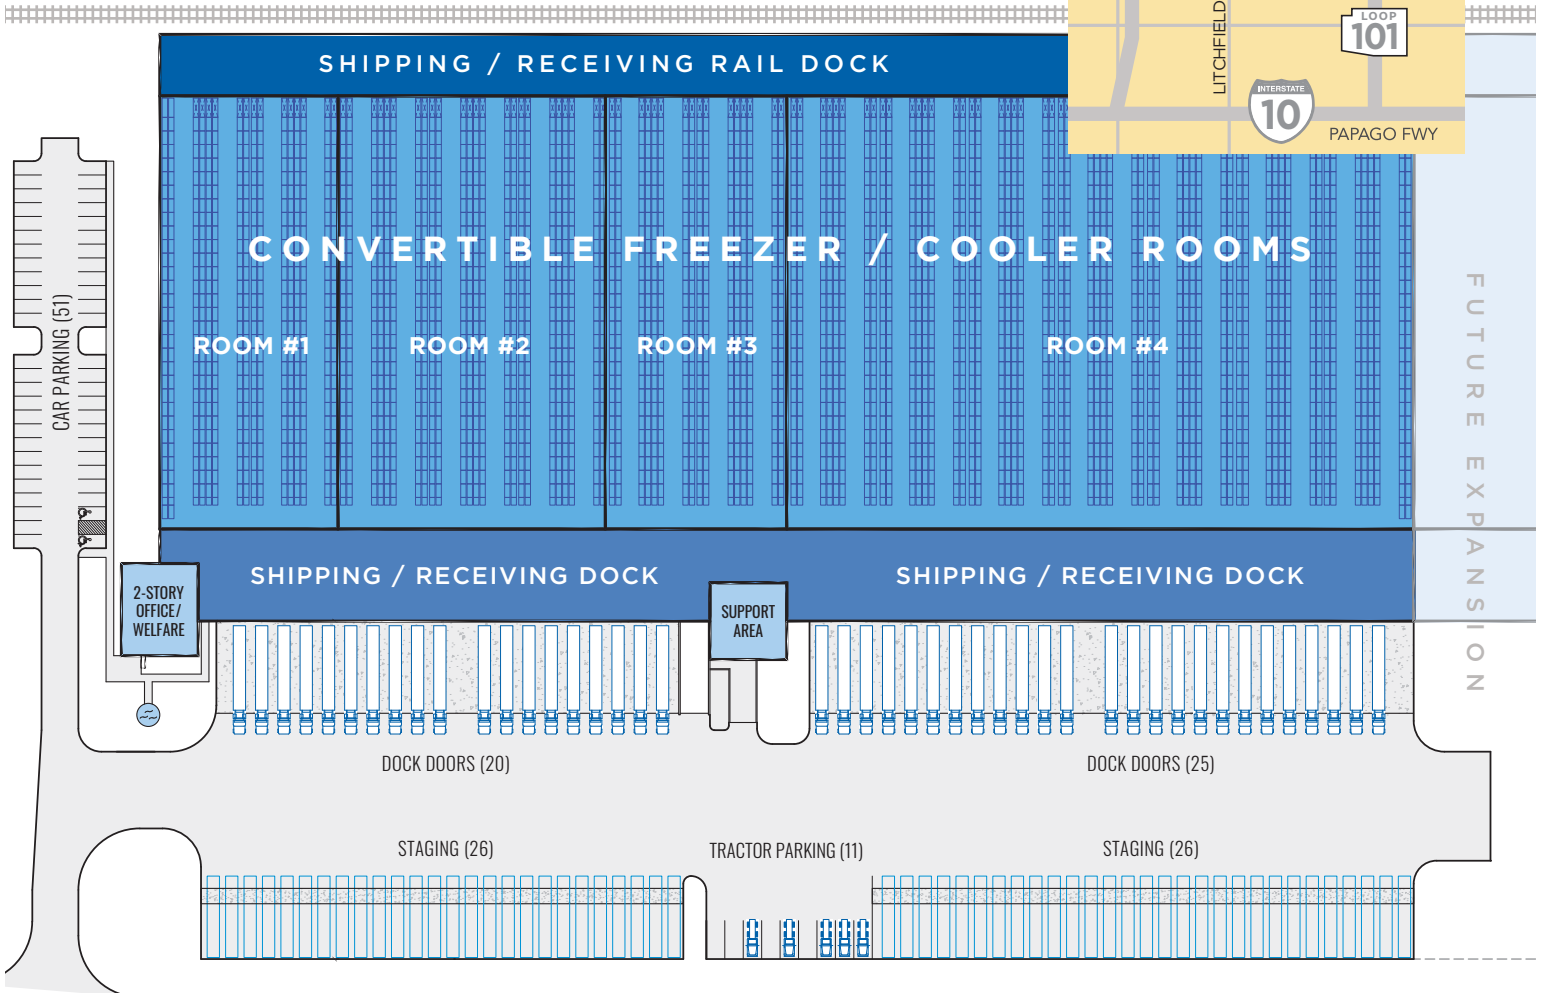 LITCHFIELD
LOOP
101
INTERSTATE
10
PAPAGO FWY
SHIPPING / RECEIVING RAIL DOCK
CONVERTIBLE FREEZER / COOLER ROOMS
ROOM #1
ROOM #2
ROOM #3
ROOM #4
FUTURE EXPANSION
CAR PARKING (51)
2-STORY
OFFICE/
WELFARE
SHIPPING / RECEIVING DOCK
SUPPORT
AREA
SHIPPING / RECEIVING DOCK
DOCK DOORS (20)
DOCK DOORS (25)
STAGING (26)
TRACTOR PARKING (11)
STAGING (26)